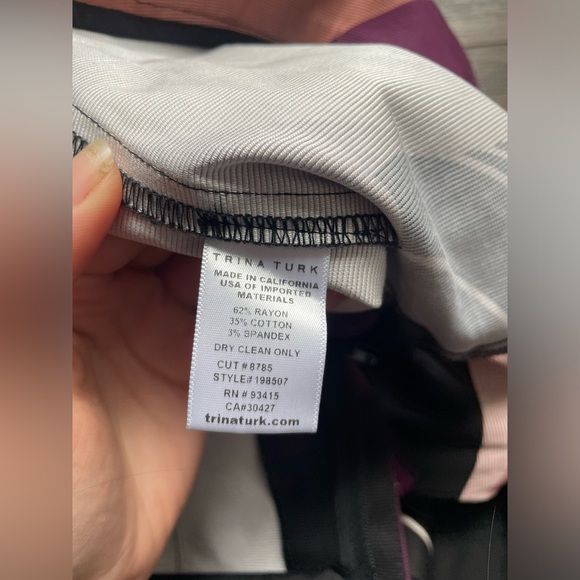 TRINA TURK
MADE IN CALIFORNIA
USA OF IMPORTED
MATERIALS
62% RAYON
35% COTTON
3% SPANDEX
DRY CLEAN ONLY
CUT # 8785
STYLE# 198507
RN # 93415
CA#30427
trinaturk.com